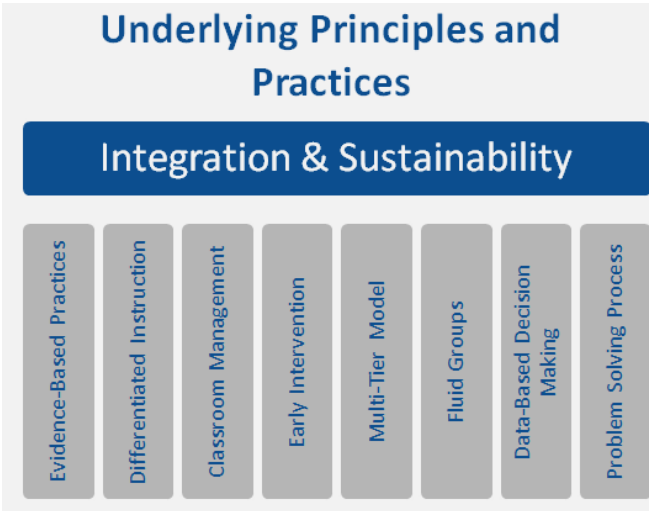 Underlying Principles and
Practices
Integration & Sustainability
Evidence-Based Practices
Differentiated Instruction
Classroom Management
Early Intervention
Multi-Tier Model
Fluid Groups
Data-Based Decision
Making
Problem Solving Process